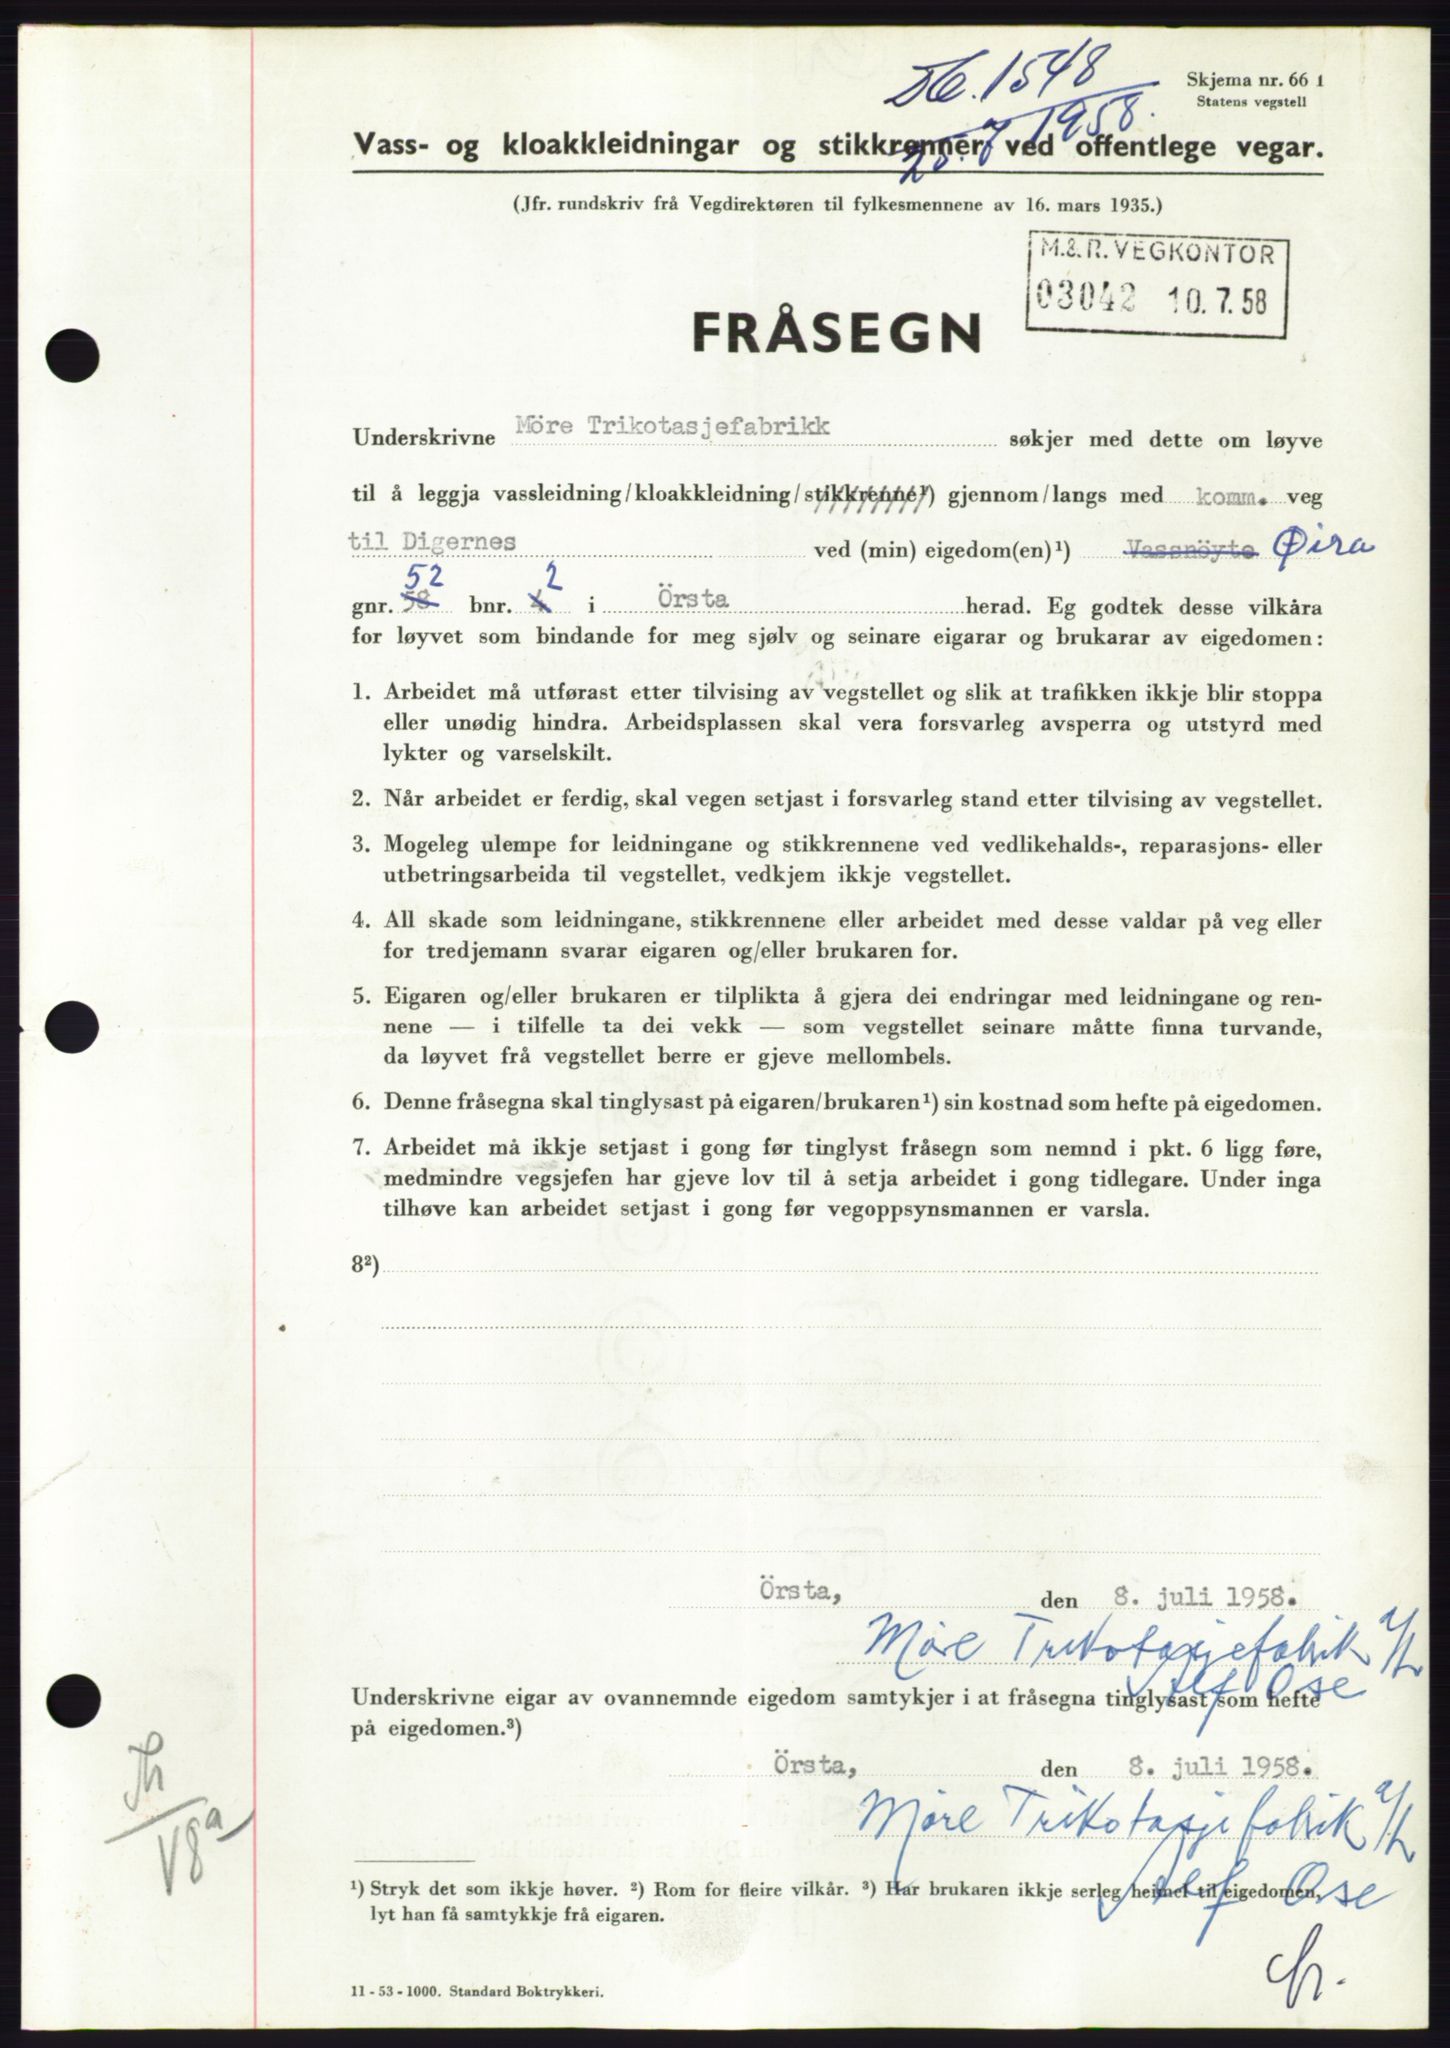 Db. 1548
25. 7 1958.
Skjema nr. 66 1
Statens vegstell
Vass- og kloakkleidningar og stikkrenner ved offentlege vegar.
(Jfr. rundskriv frå Vegdirektøren til fylkesmennene av 16. mars 1935.)
M.&R. VEGKONTOR
03042 10.7.58
FRÅSEGN
Underskrivne Möre Trikotasjefabrikk søkjer med dette om løyve
til å leggja vassleidning/kloakkleidning/stikkrenne¹) gjennom/langs med komm. veg
til Digernes ved (min) eigedom(en)¹) Vassnöyte Øira
52 2
gnr. 58 bnr. 4 i Örsta herad. Eg godtek desse vilkåra
for løyvet som bindande for meg sjølv og seinare eigarar og brukarar av eigedomen:
1. Arbeidet må utførast etter tilvising av vegstellet og slik at trafikken ikkje blir stoppa
eller unødig hindra. Arbeidsplassen skal vera forsvarleg avsperra og utstyrd med
lykter og varselskilt.
2. Når arbeidet er ferdig, skal vegen setjast i forsvarleg stand etter tilvising av vegstellet.
3. Mogeleg ulempe for leidningane og stikkrennene ved vedlikehalds-, reparasjons- eller
utbetringsarbeida til vegstellet, vedkjem ikkje vegstellet.
4. All skade som leidningane, stikkrennene eller arbeidet med desse valdar på veg eller
for tredjemann svarar eigaren og/eller brukaren for.
5. Eigaren og/eller brukaren er tilplikta å gjera dei endringar med leidningane og ren-
nene — i tilfelle ta dei vekk — som vegstellet seinare måtte finna turvande,
da løyvet frå vegstellet berre er gjeve mellombels.
6. Denne fråsegna skal tinglysast på eigaren/brukaren¹) sin kostnad som hefte på eigedomen.
7. Arbeidet må ikkje setjast i gong før tinglyst fråsegn som nemnd i pkt. 6 ligg føre,
medmindre vegsjefen har gjeve lov til å setja arbeidet i gong tidlegare. Under inga
tilhøve kan arbeidet setjast i gong før vegoppsynsmannen er varsla.
8²)
Örsta, den 8. juli 1958.
Møre Trikotasjefabrik a/s
Alf Ose
Underskrivne eigar av ovannemnde eigedom samtykjer i at fråsegna tinglysast som hefte
på eigedomen.³)
Örsta, den 8. juli 1958.
Møre Trikotasjefabrik a/s
Alf Ose
¹) Stryk det som ikkje høver. ²) Rom for fleire vilkår. ³) Har brukaren ikkje serleg heimel til eigedomen,
lyt han få samtykkje frå eigaren.
V8a
11 - 53 - 1000. Standard Boktrykkeri.